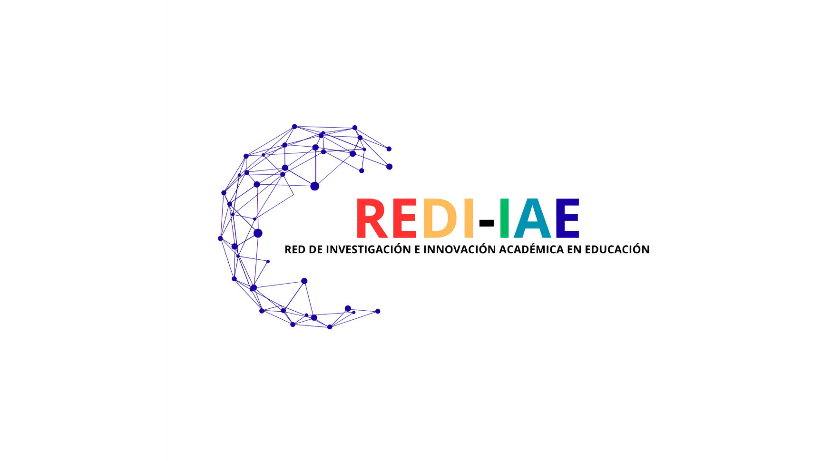 REDI-IAE
RED DE INVESTIGACIÓN E INNOVACIÓN ACADÉMICA EN EDUCACIÓN